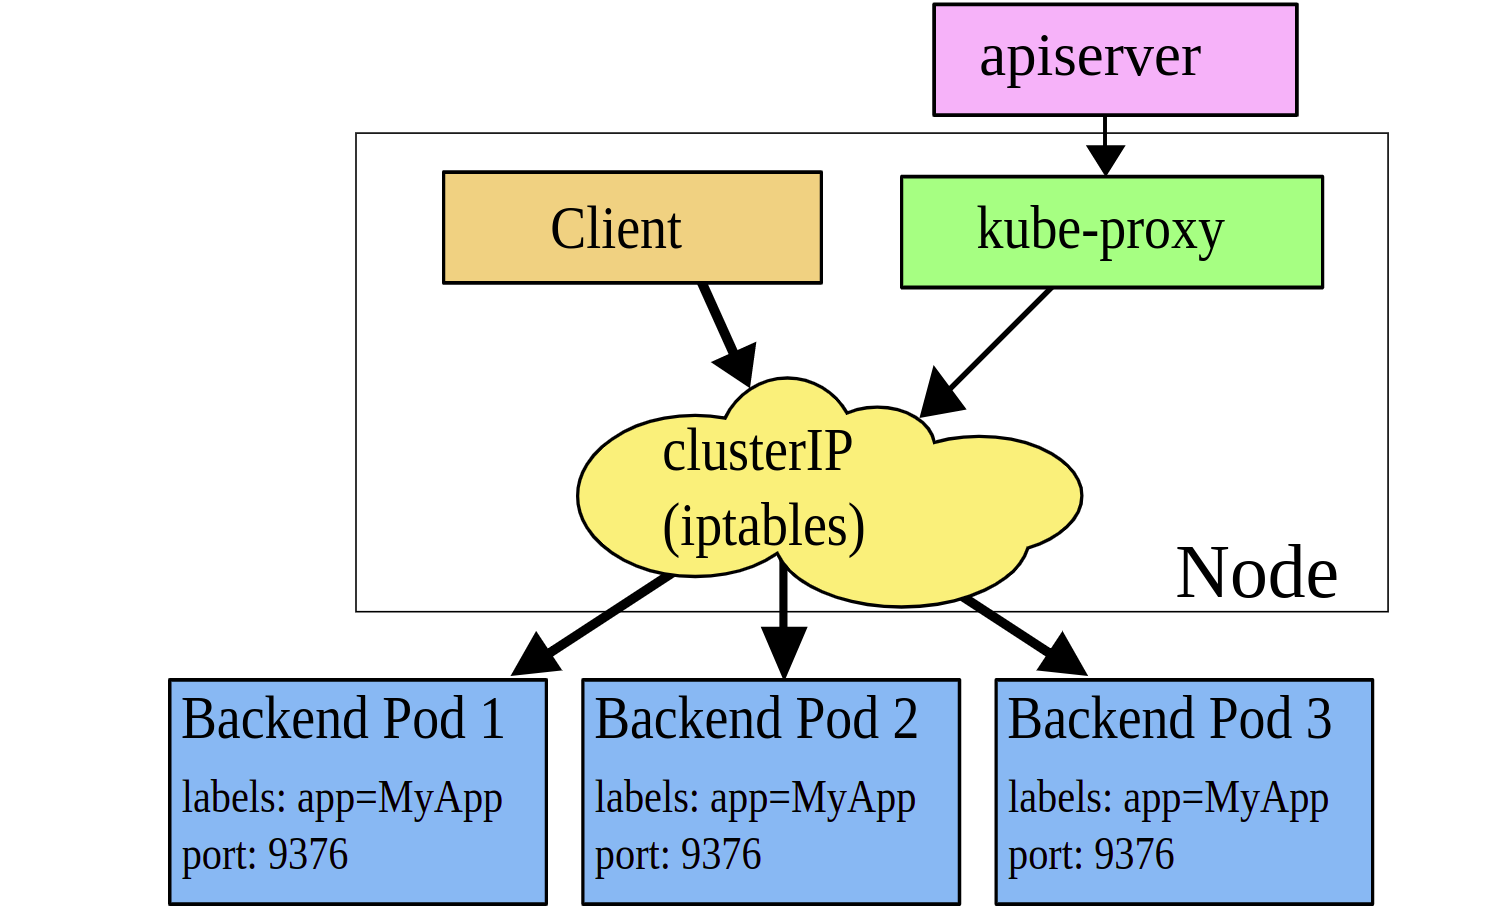 apiserver
Client
kube-proxy
clusterIP
(iptables)
Node
Backend Pod 1
labels: app=MyApp
port: 9376
Backend Pod 2
labels: app=MyApp
port: 9376
Backend Pod 3
labels: app=MyApp
port: 9376